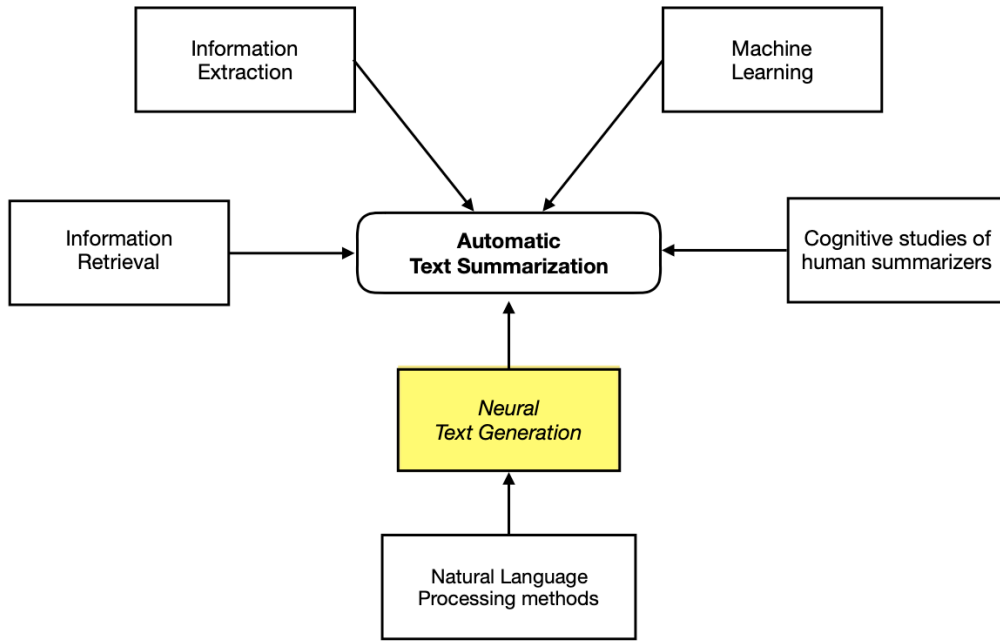 Information
Extraction
Machine
Learning
Information
Retrieval
Automatic
Text Summarization
Cognitive studies of
human summarizers
Neural
Text Generation
Natural Language
Processing methods